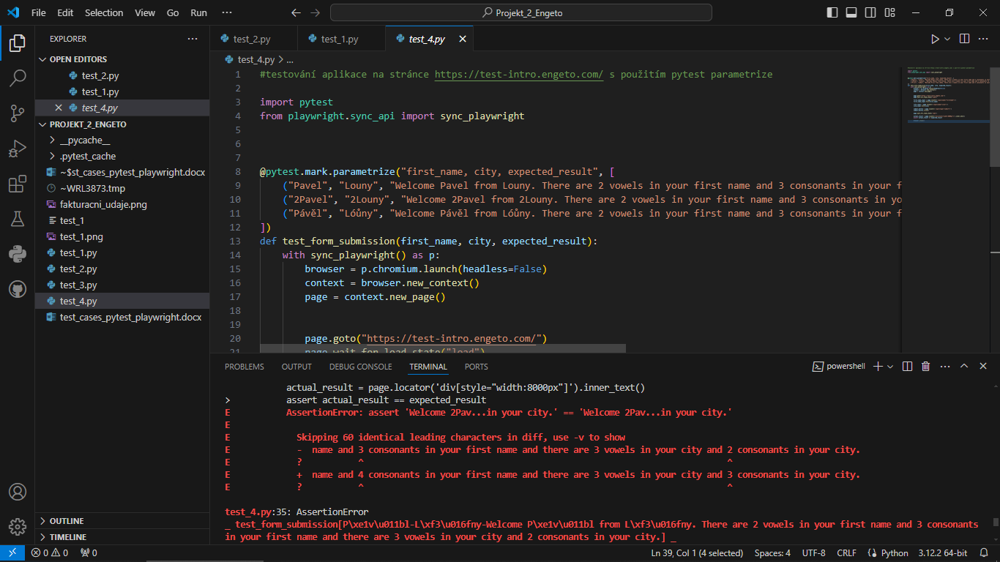 File Edit Selection View Go Run ··· Projekt_2_Engeto
EXPLORER ···
OPEN EDITORS
test_2.py
test_1.py
test_4.py
PROJEKT_2_ENGETO
__pycache__
.pytest_cache
~$st_cases_pytest_playwright.docx
~WRL3873.tmp
fakturacni_udaje.png
test_1
test_1.png
test_1.py
test_2.py
test_3.py
test_4.py
test_cases_pytest_playwright.docx
OUTLINE
TIMELINE
test_2.py test_1.py test_4.py
test_4.py > ...
1 #testování aplikace na stránce https://test-intro.engeto.com/ s použitím pytest parametrize
2
3 import pytest
4 from playwright.sync_api import sync_playwright
5
6
7
8 @pytest.mark.parametrize("first_name, city, expected_result", [
9 ("Pavel", "Louny", "Welcome Pavel from Louny. There are 2 vowels in your first name and 3 consonants in your f
10 ("2Pavel", "2Louny", "Welcome 2Pavel from 2Louny. There are 2 vowels in your first name and 3 consonants in yo
11 ("Pávěl", "Lóůny", "Welcome Pávěl from Lóůny. There are 2 vowels in your first name and 3 consonants in your f
12 ])
13 def test_form_submission(first_name, city, expected_result):
14 with sync_playwright() as p:
15 browser = p.chromium.launch(headless=False)
16 context = browser.new_context()
17 page = context.new_page()
18
19
20 page.goto("https://test-intro.engeto.com/")
21 page.wait_for_load_state("load")
PROBLEMS OUTPUT DEBUG CONSOLE TERMINAL PORTS powershell
actual_result = page.locator('div[style="width:8000px"]').inner_text()
> assert actual_result == expected_result
E AssertionError: assert 'Welcome 2Pav...in your city.' == 'Welcome 2Pav...in your city.'
E
E Skipping 60 identical leading characters in diff, use -v to show
E - name and 3 consonants in your first name and there are 3 vowels in your city and 2 consonants in your city.
E ? ^ ^
E + name and 4 consonants in your first name and there are 3 vowels in your city and 3 consonants in your city.
E ? ^ ^
test_4.py:35: AssertionError
_ test_form_submission[P\xe1v\u011bl-L\xf3\u016fny-Welcome P\xe1v\u011bl from L\xf3\u016fny. There are 2 vowels in your first name and 3 consonants
in your first name and there are 3 vowels in your city and 2 consonants in your city.] _
0 0 0 Ln 39, Col 1 (4 selected) Spaces: 4 UTF-8 CRLF Python 3.12.2 64-bit